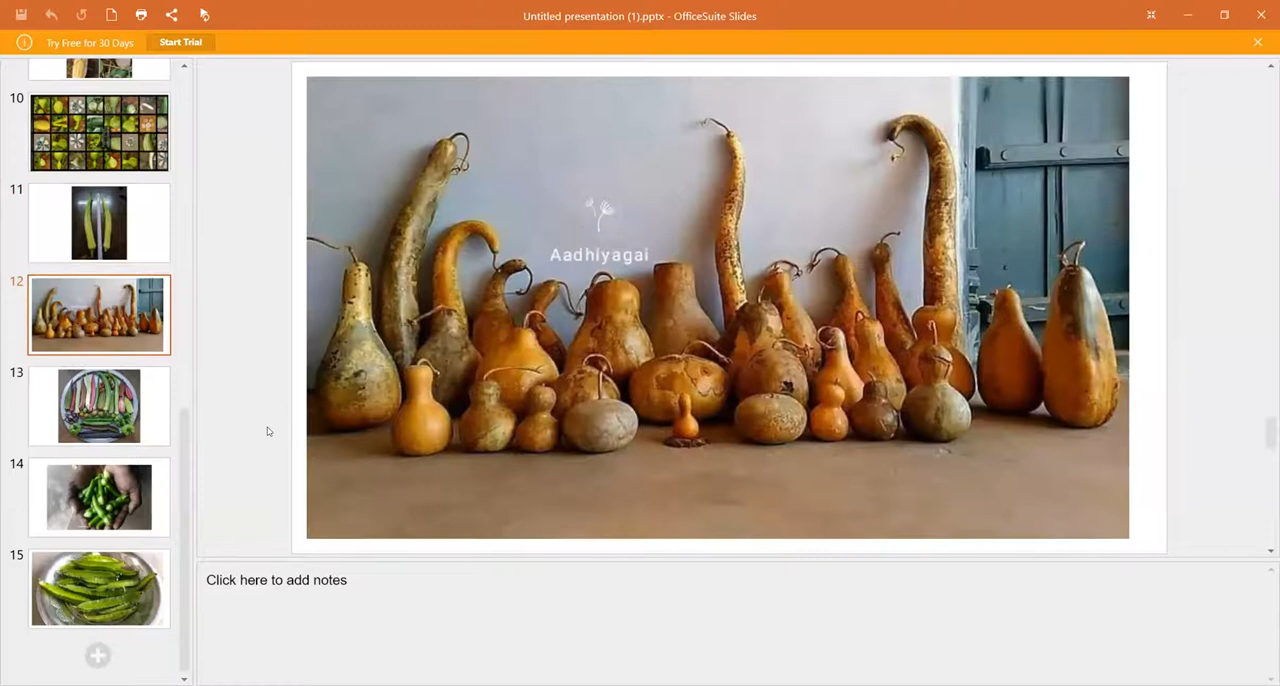 Untitled presentation (1).pptx - OfficeSuite Slides
Try Free for 30 Days
Start Trial
10
11
12
13
14
15
Aadhiyagai
Click here to add notes